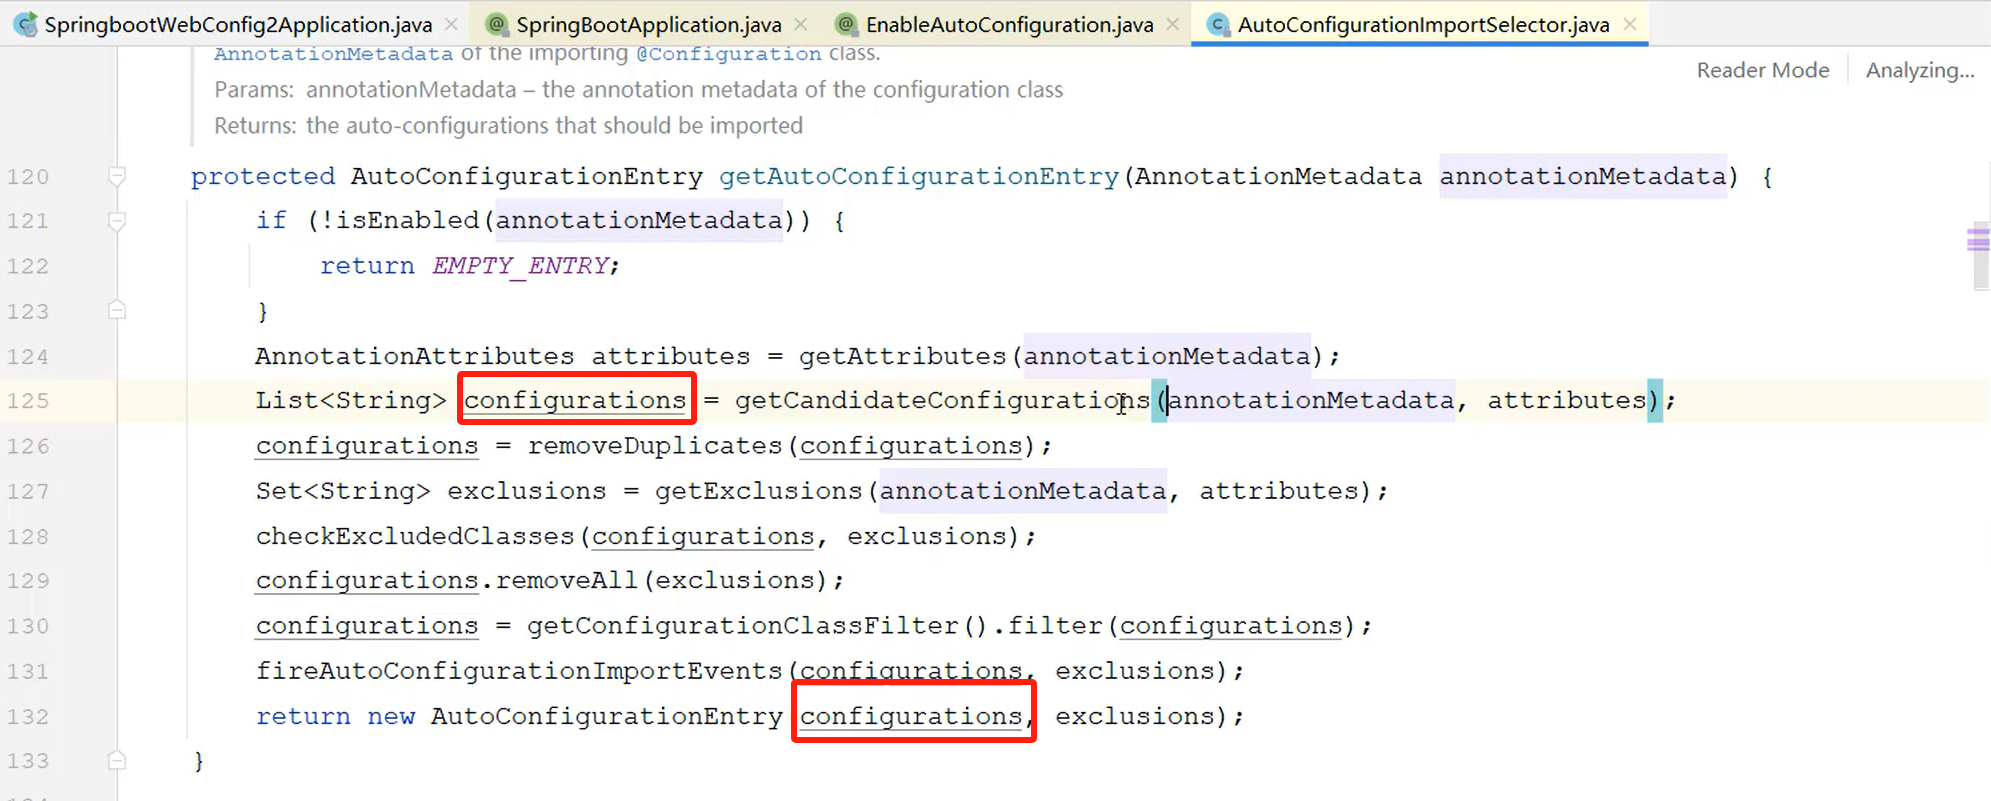 SpringbootWebConfig2Application.java SpringBootApplication.java EnableAutoConfiguration.java AutoConfigurationImportSelector.java
AnnotationMetadata of the importing @Configuration class.
Reader Mode Analyzing...
Params: annotationMetadata – the annotation metadata of the configuration class
Returns: the auto-configurations that should be imported
120 protected AutoConfigurationEntry getAutoConfigurationEntry(AnnotationMetadata annotationMetadata) {
121 if (!isEnabled(annotationMetadata)) {
122 return EMPTY_ENTRY;
123 }
124 AnnotationAttributes attributes = getAttributes(annotationMetadata);
125 List<String> configurations = getCandidateConfigurations(annotationMetadata, attributes);
126 configurations = removeDuplicates(configurations);
127 Set<String> exclusions = getExclusions(annotationMetadata, attributes);
128 checkExcludedClasses(configurations, exclusions);
129 configurations.removeAll(exclusions);
130 configurations = getConfigurationClassFilter().filter(configurations);
131 fireAutoConfigurationImportEvents(configurations, exclusions);
132 return new AutoConfigurationEntry configurations, exclusions);
133 }